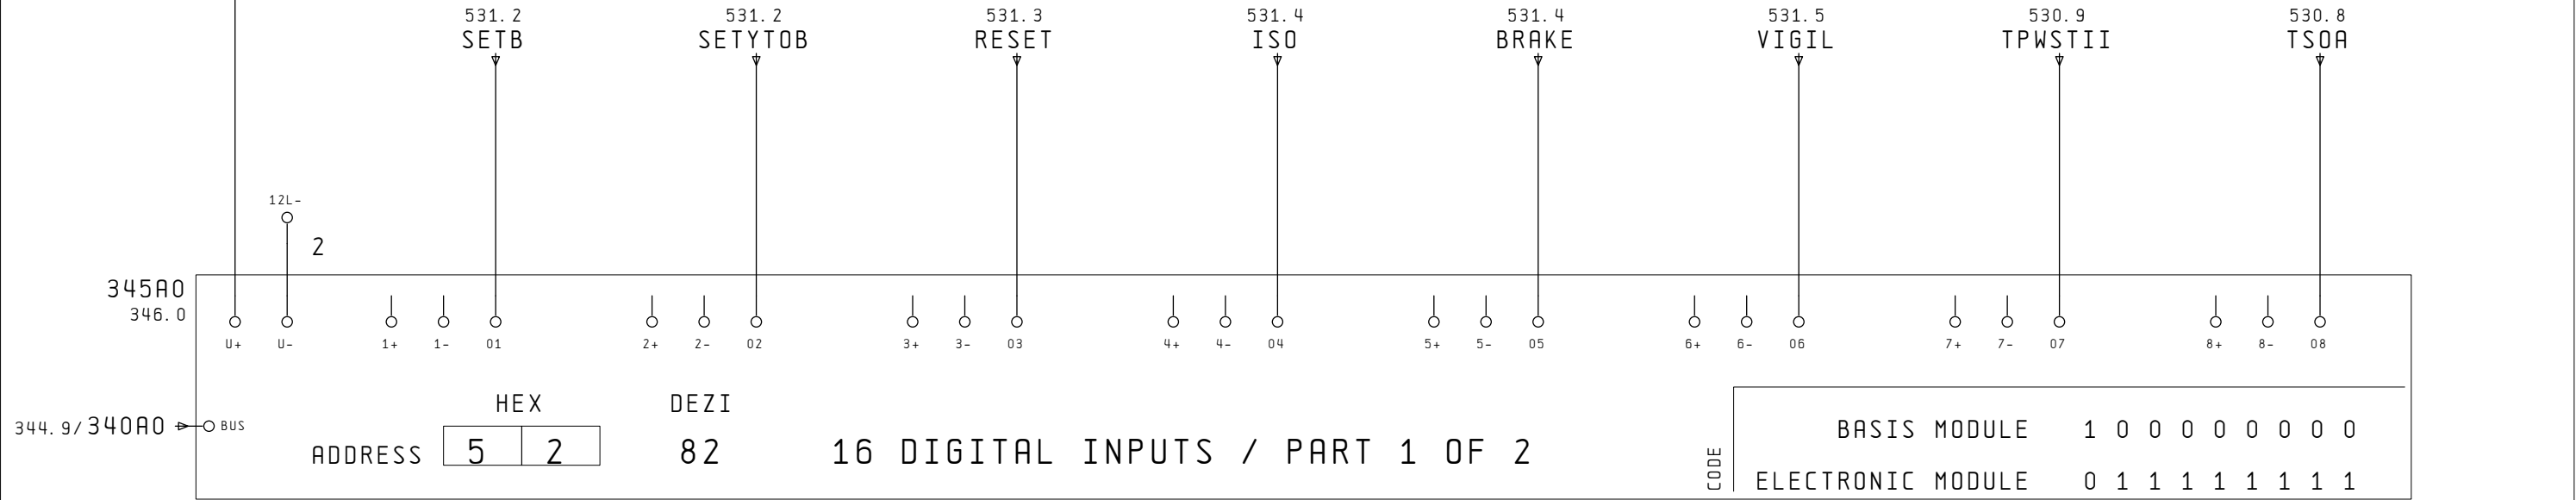 531.2 531.2 531.3 531.4 531.4 531.5 530.9 530.8
SETB SETYTOB RESET ISO BRAKE VIGIL TPWSTII TSOA
12L-
2
345A0
346.0
U+ U- 1+ 1- 01 2+ 2- 02 3+ 3- 03 4+ 4- 04 5+ 5- 05 6+ 6- 06 7+ 7- 07 8+ 8- 08
HEX DEZI
344.9/340A0 BUS
ADDRESS 5 2 82 16 DIGITAL INPUTS / PART 1 OF 2
CODE
BASIS MODULE 1 0 0 0 0 0 0 0 0
ELECTRONIC MODULE 0 1 1 1 1 1 1 1 1